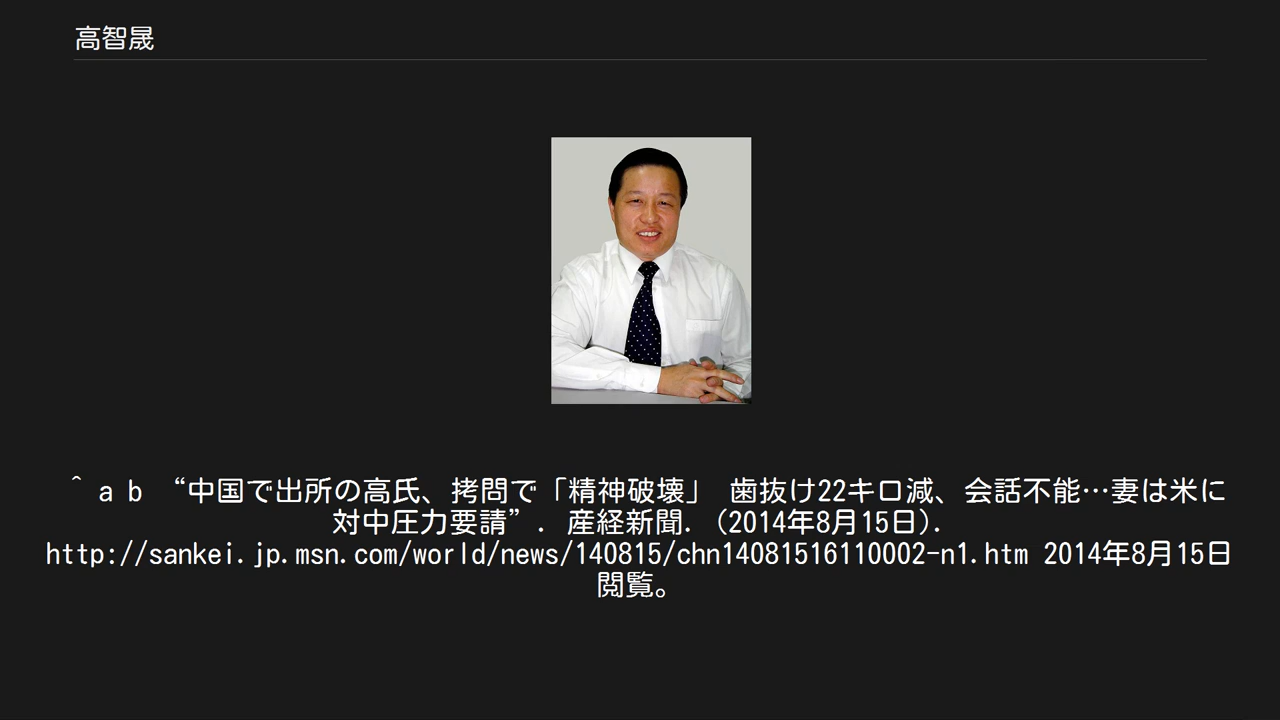 高智晟
^ a b “中国で出所の高氏、拷問で「精神破壊」 歯抜け22キロ減、会話不能…妻は米に
対中圧力要請”. 産経新聞. (2014年8月15日).
http://sankei.jp.msn.com/world/news/140815/chn14081516110002-n1.htm 2014年8月15日
閲覧。